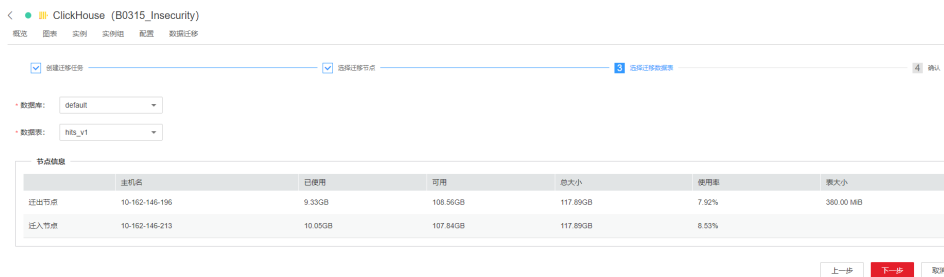 ClickHouse（B0315_Insecurity）
概览 图表 实例 实例组 配置 数据迁移
创建迁移任务 选择迁移节点 3 选择迁移数据表 4 确认
* 数据库： default
* 数据表： hits_v1
节点信息
主机名 已使用 可用 总大小 使用率 表大小
迁出节点 10-162-146-196 9.33GB 108.56GB 117.89GB 7.92% 380.00 MiB
迁入节点 10-162-146-213 10.05GB 107.84GB 117.89GB 8.53%
上一步 下一步 取消